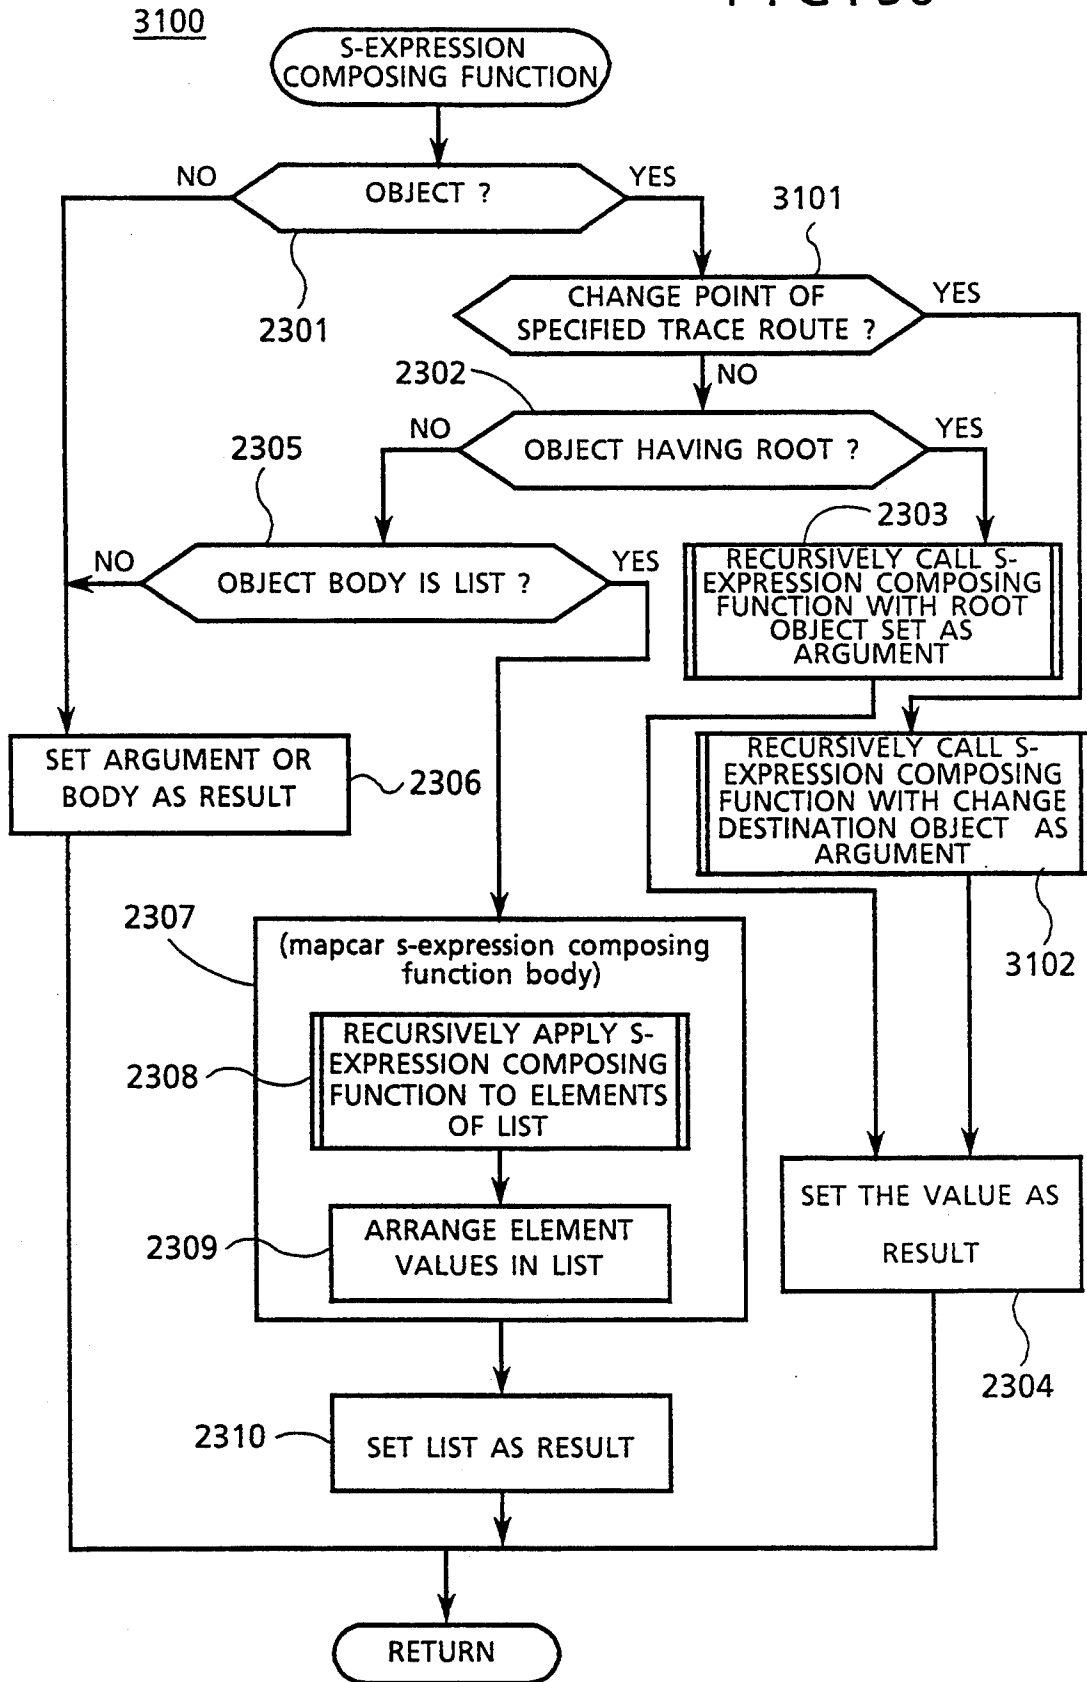 3100
S-EXPRESSION
COMPOSING FUNCTION
NO
OBJECT ?
YES
3101
2301
CHANGE POINT OF
SPECIFIED TRACE ROUTE ?
YES
2302
NO
NO
OBJECT HAVING ROOT ?
YES
2305
2303
NO
OBJECT BODY IS LIST ?
YES
RECURSIVELY CALL S-
EXPRESSION COMPOSING
FUNCTION WITH ROOT
OBJECT SET AS
ARGUMENT
SET ARGUMENT OR
BODY AS RESULT
2306
RECURSIVELY CALL S-
EXPRESSION COMPOSING
FUNCTION WITH CHANGE
DESTINATION OBJECT AS
ARGUMENT
3102
2307
(mapcar s-expression composing
function body)
2308
RECURSIVELY APPLY S-
EXPRESSION COMPOSING
FUNCTION TO ELEMENTS
OF LIST
2309
ARRANGE ELEMENT
VALUES IN LIST
SET THE VALUE AS
RESULT
2304
2310
SET LIST AS RESULT
RETURN